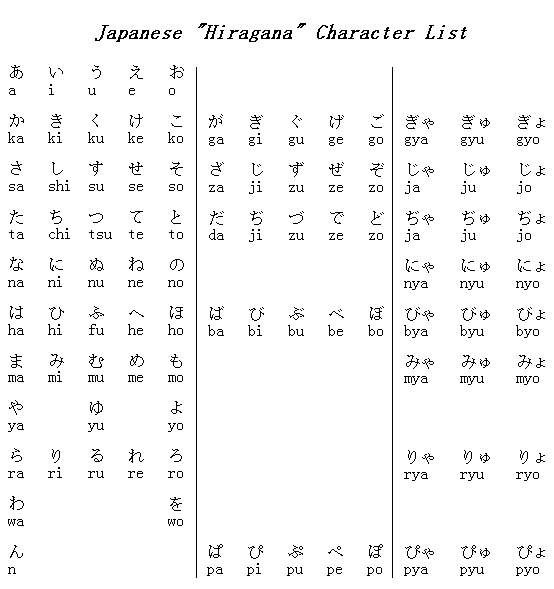 Japanese "Hiragana" Character List
あ い う え お
a i u e o
か き く け こ が ぎ ぐ げ ご ぎゃ ぎゅ ぎょ
ka ki ku ke ko ga gi gu ge go gya gyu gyo
さ し す せ そ ざ じ ず ぜ ぞ じゃ じゅ じょ
sa shi su se so za ji zu ze zo ja ju jo
た ち つ て と だ ぢ づ で ど ぢゃ ぢゅ ぢょ
ta chi tsu te to da ji zu ze zo ja ju jo
な に ぬ ね の にゃ にゅ にょ
na ni nu ne no nya nyu nyo
は ひ ふ へ ほ ば び ぶ べ ぼ びゃ びゅ びょ
ha hi fu he ho ba bi bu be bo bya byu byo
ま み む め も みゃ みゅ みょ
ma mi mu me mo mya myu myo
や ゆ よ
ya yu yo
ら り る れ ろ りゃ りゅ りょ
ra ri ru re ro rya ryu ryo
わ を
wa wo
ん ぱ ぴ ぷ ぺ ぽ ぴゃ ぴゅ ぴょ
n pa pi pu pe po pya pyu pyo